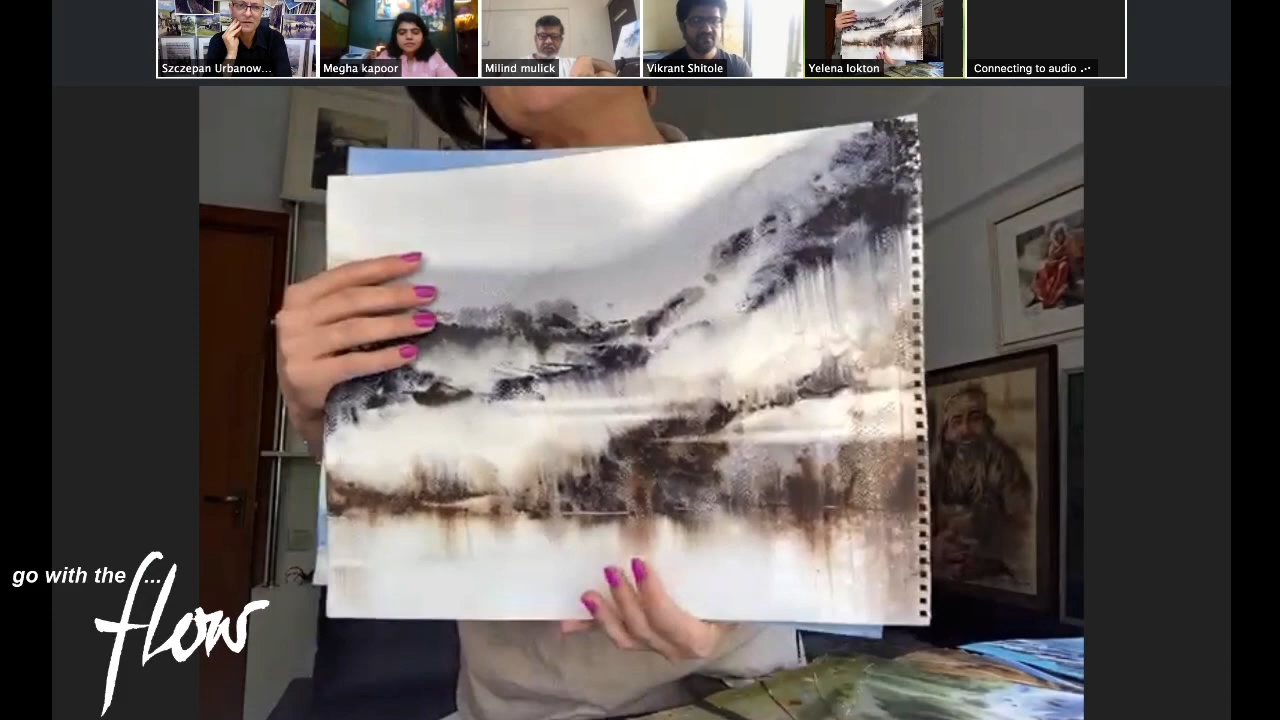 Szczepan Urbanow...
Megha kapoor
Milind mulick
Vikrant Shitole
Yelena lokton
Connecting to audio ...
go with the ...
flow